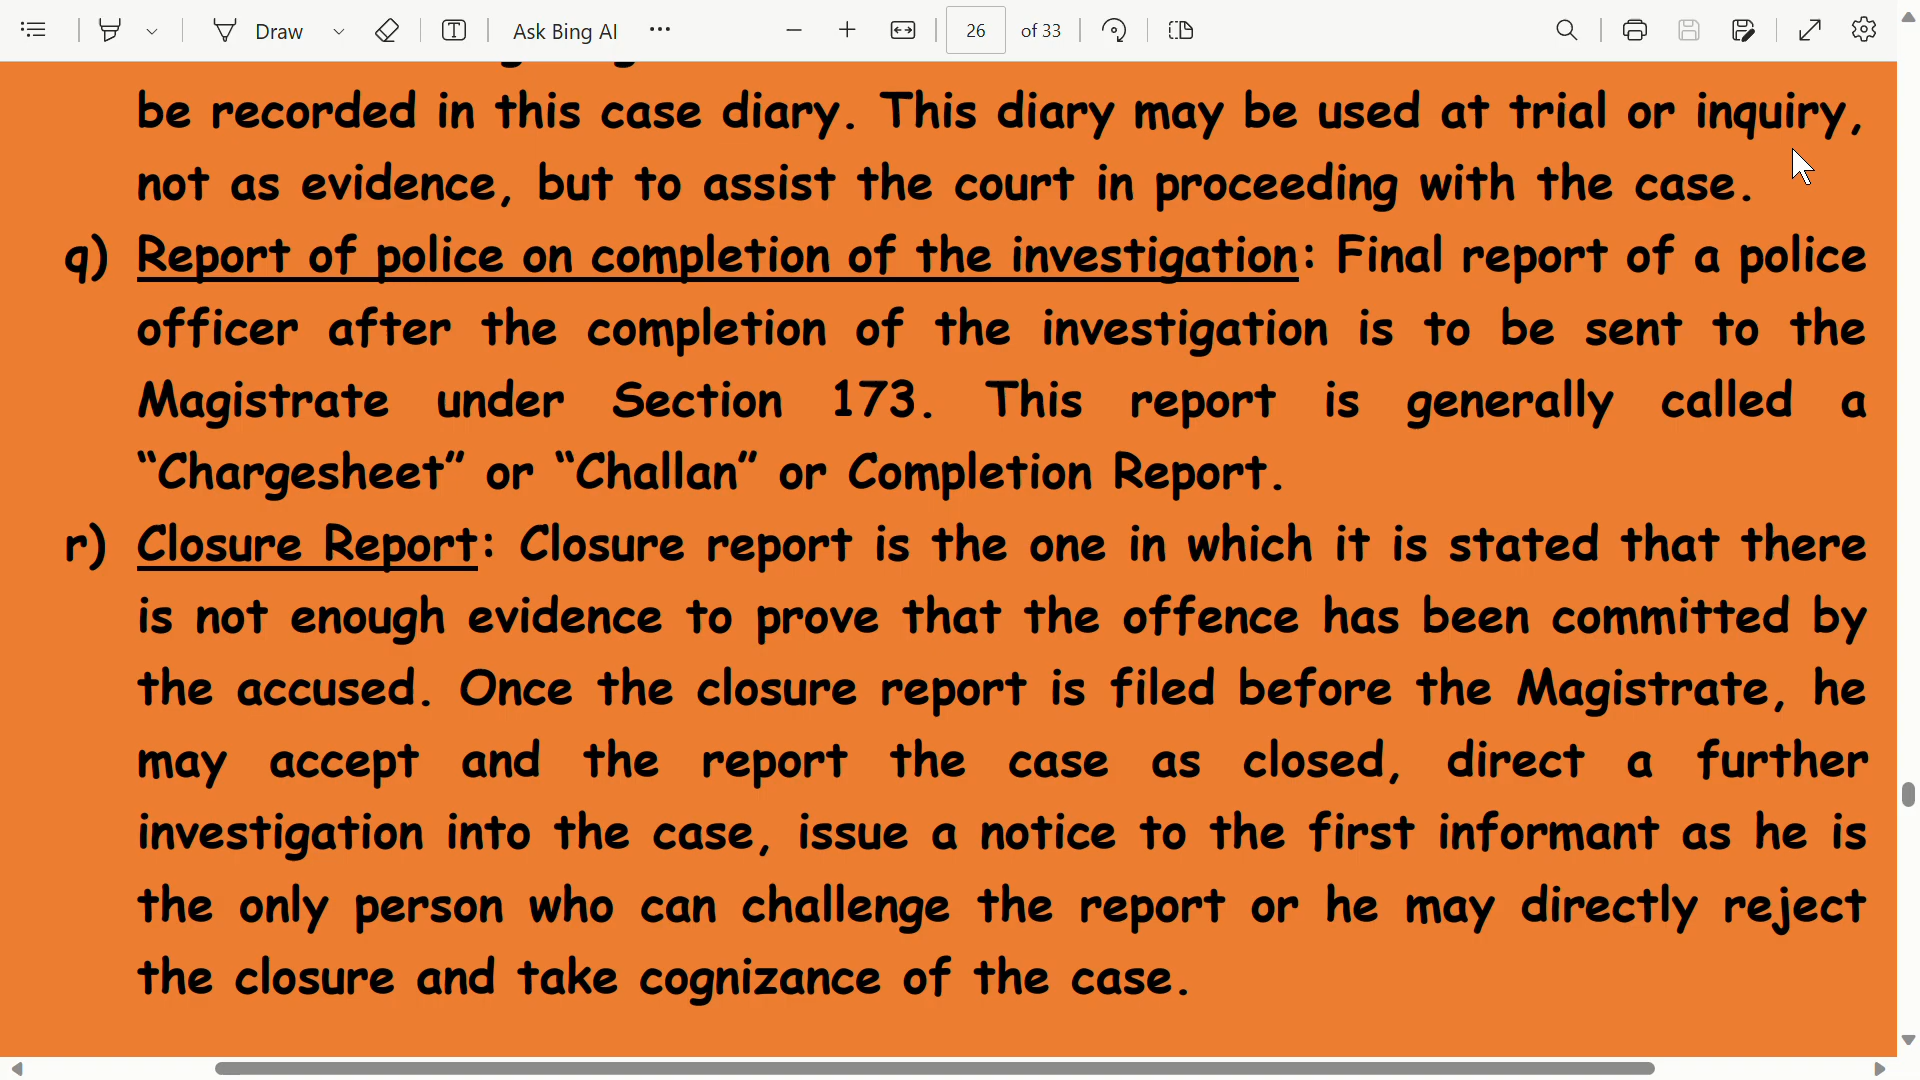 Draw
Ask Bing AI
26 of 33
be recorded in this case diary. This diary may be used at trial or inquiry,
not as evidence, but to assist the court in proceeding with the case.
q) Report of police on completion of the investigation: Final report of a police
officer after the completion of the investigation is to be sent to the
Magistrate under Section 173. This report is generally called a
“Chargesheet” or “Challan” or Completion Report.
r) Closure Report: Closure report is the one in which it is stated that there
is not enough evidence to prove that the offence has been committed by
the accused. Once the closure report is filed before the Magistrate, he
may accept and the report the case as closed, direct a further
investigation into the case, issue a notice to the first informant as he is
the only person who can challenge the report or he may directly reject
the closure and take cognizance of the case.